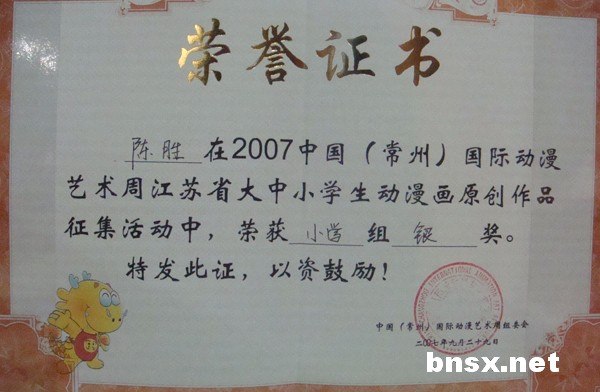 荣誉证书
陈胜 在2007中国(常州)国际动漫
艺术周江苏省大中小学生动漫画原创作品
征集活动中，荣获 小学 组 银 奖。
特发此证，以资鼓励！
中国(常州)国际动漫艺术周组委会
二〇〇七年九月二十九日
bnsx.net